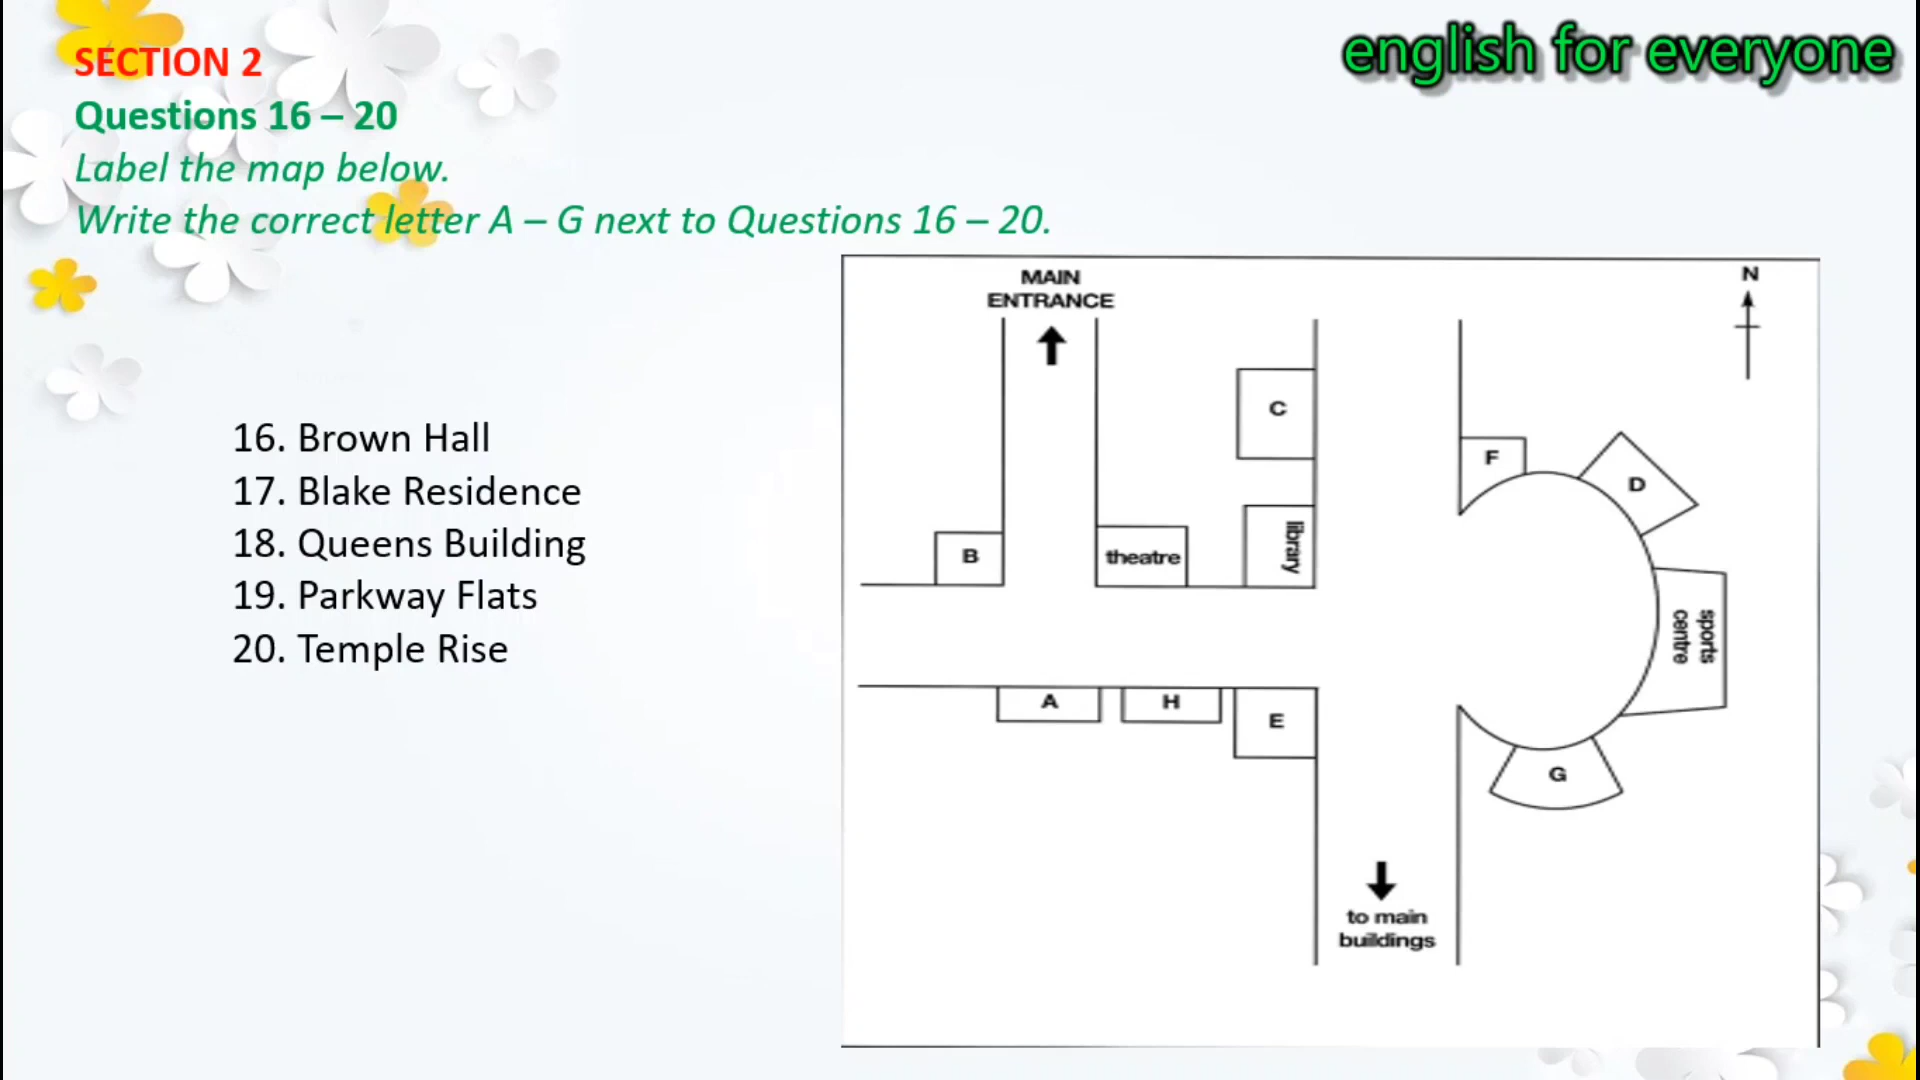 SECTION 2
english for everyone
Questions 16 – 20
Label the map below.
Write the correct letter A – G next to Questions 16 – 20.
16. Brown Hall
17. Blake Residence
18. Queens Building
19. Parkway Flats
20. Temple Rise
MAIN
ENTRANCE
N
C
F
D
B
theatre
library
sports
centre
A
H
E
G
to main
buildings